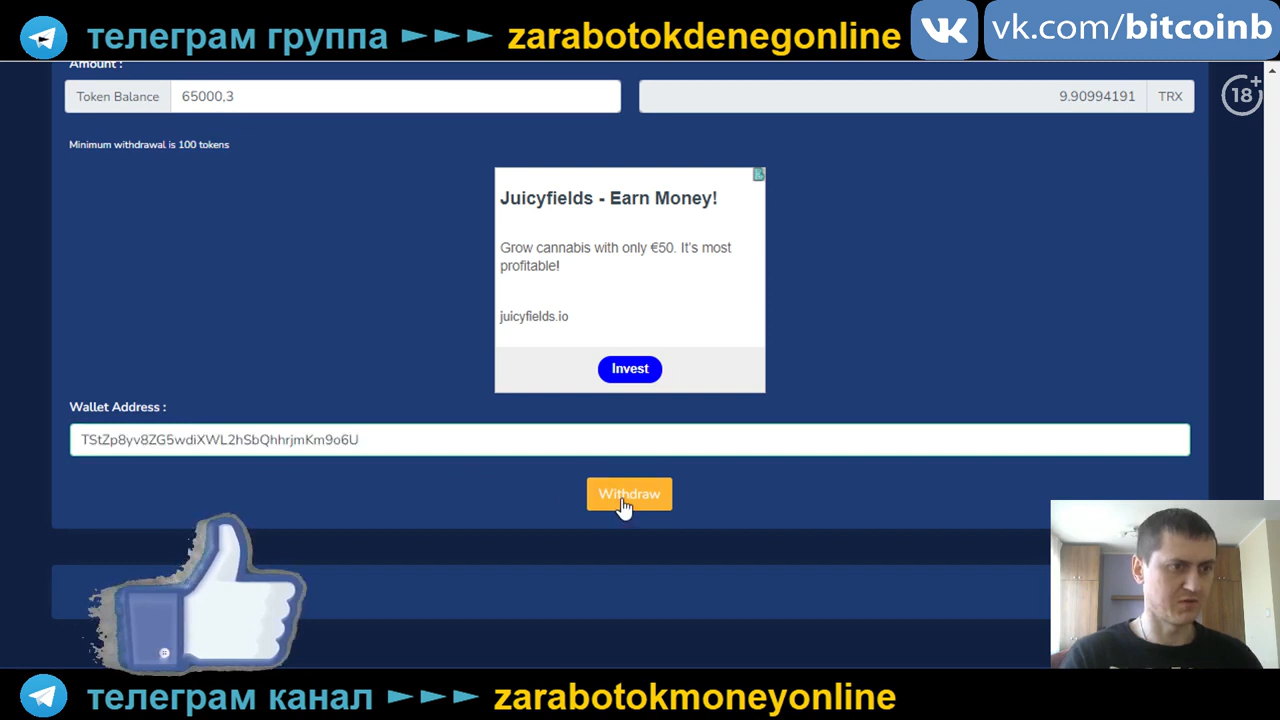 телеграм группа ►►► zarabotokdenegonline
vk.com/bitcoinb
18+
Amount :
Token Balance 65000,3 9.90994191 TRX
Minimum withdrawal is 100 tokens
Juicyfields - Earn Money!
Grow cannabis with only €50. It's most
profitable!
juicyfields.io
Invest
Wallet Address :
TStZp8yv8ZG5wdiXWL2hSbQhhrjmKm9o6U
Withdraw
телеграм канал ►►► zarabotokmoneyonline